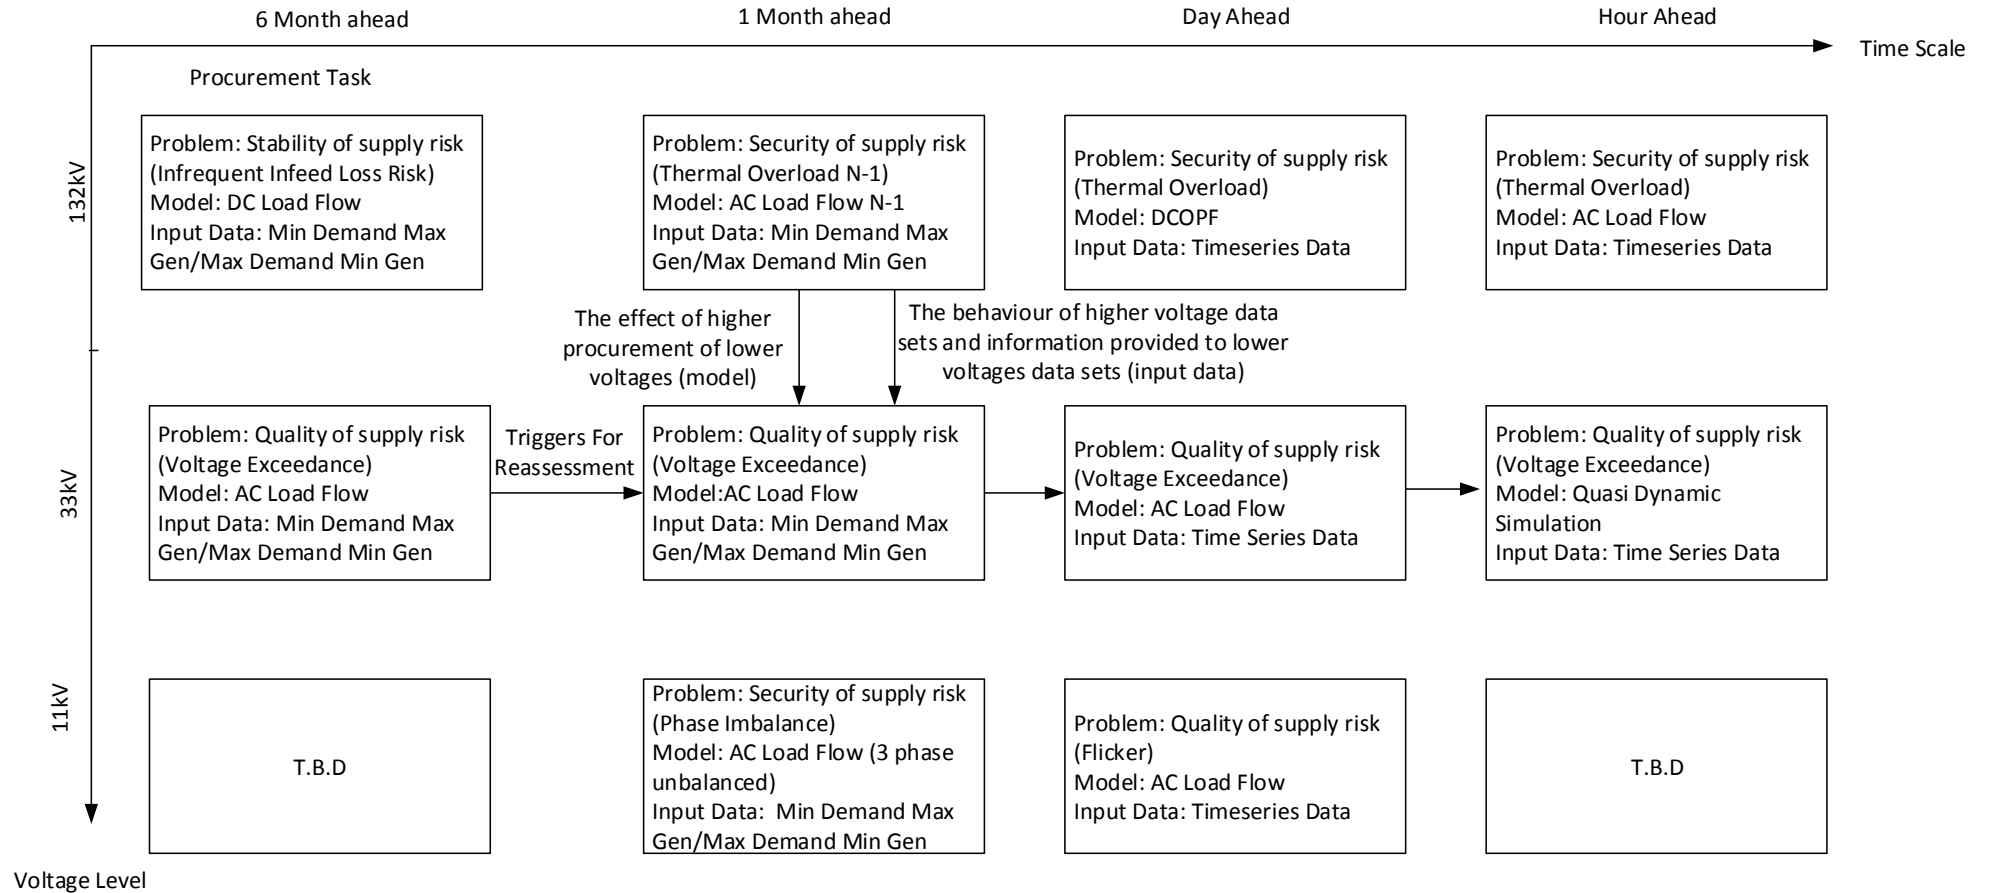 6 Month ahead
1 Month ahead
Day Ahead
Hour Ahead
Time Scale
Procurement Task
132kV
Problem: Stability of supply risk
(Infrequent Infeed Loss Risk)
Model: DC Load Flow
Input Data: Min Demand Max
Gen/Max Demand Min Gen
Problem: Security of supply risk
(Thermal Overload N-1)
Model: AC Load Flow N-1
Input Data: Min Demand Max
Gen/Max Demand Min Gen
Problem: Security of supply risk
(Thermal Overload)
Model: DCOPF
Input Data: Timeseries Data
Problem: Security of supply risk
(Thermal Overload)
Model: AC Load Flow
Input Data: Timeseries Data
The effect of higher
procurement of lower
voltages (model)
The behaviour of higher voltage data
sets and information provided to lower
voltages data sets (input data)
33kV
Problem: Quality of supply risk
(Voltage Exceedance)
Model: AC Load Flow
Input Data: Min Demand Max
Gen/Max Demand Min Gen
Triggers For
Reassessment
Problem: Quality of supply risk
(Voltage Exceedance)
Model:AC Load Flow
Input Data: Min Demand Max
Gen/Max Demand Min Gen
Problem: Quality of supply risk
(Voltage Exceedance)
Model: AC Load Flow
Input Data: Time Series Data
Problem: Quality of supply risk
(Voltage Exceedance)
Model: Quasi Dynamic
Simulation
Input Data: Time Series Data
11kV
T.B.D
Problem: Security of supply risk
(Phase Imbalance)
Model: AC Load Flow (3 phase
unbalanced)
Input Data:  Min Demand Max
Gen/Max Demand Min Gen
Problem: Quality of supply risk
(Flicker)
Model: AC Load Flow
Input Data: Timeseries Data
T.B.D
Voltage Level